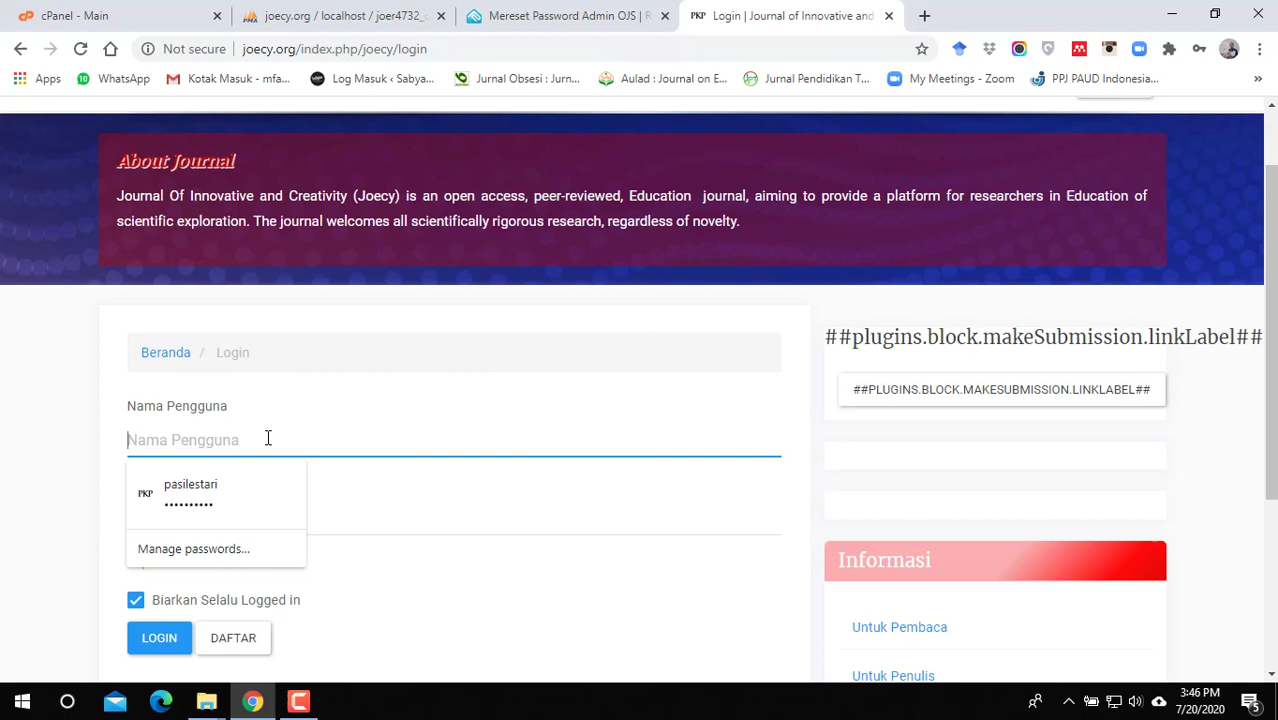 cPanel - Main
joecy.org / localhost / joer4732_
Mereset Password Admin OJS | R
PKP Login | Journal of Innovative and
Not secure
joecy.org/index.php/joecy/login
Apps
WhatsApp
Kotak Masuk - mfa...
Log Masuk ‹ Sabya...
Jurnal Obsesi : Jurn...
Aulad : Journal on E...
Jurnal Pendidikan T...
My Meetings - Zoom
PPJ PAUD Indonesia...
About Journal
Journal Of Innovative and Creativity (Joecy) is an open access, peer-reviewed, Education journal, aiming to provide a platform for researchers in Education of
scientific exploration. The journal welcomes all scientifically rigorous research, regardless of novelty.
Beranda / Login
Nama Pengguna
Nama Pengguna
PKP
pasilestari
••••••••••
Manage passwords...
Biarkan Selalu Logged in
LOGIN
DAFTAR
##plugins.block.makeSubmission.linkLabel##
##PLUGINS.BLOCK.MAKESUBMISSION.LINKLABEL##
Informasi
Untuk Pembaca
Untuk Penulis
3:46 PM
7/20/2020
5